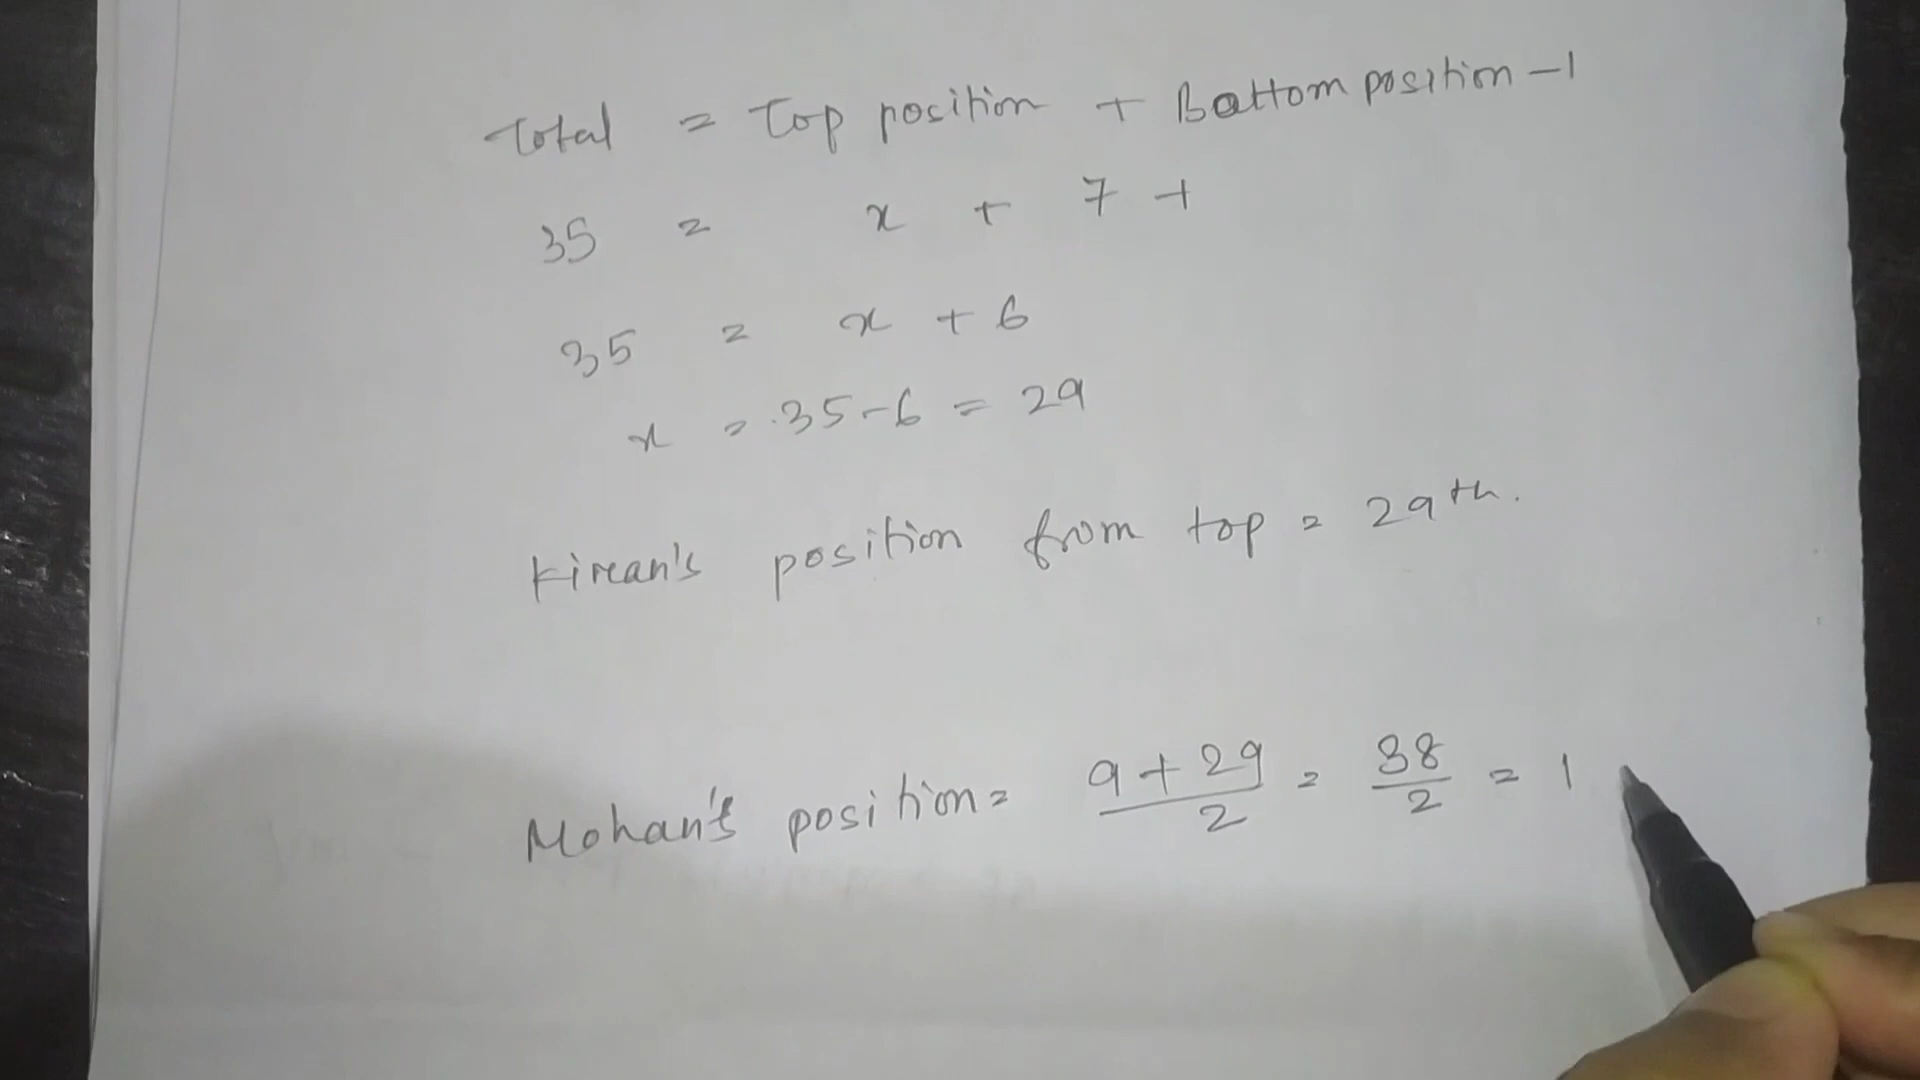 Total = Top position + Bottom position - 1
35 = x + 7 +
35 = x + 6
x = 35 - 6 = 29
Kiran's position from top = 29th.
Mohan's position = 9 + 29 / 2 = 38 / 2 = 1